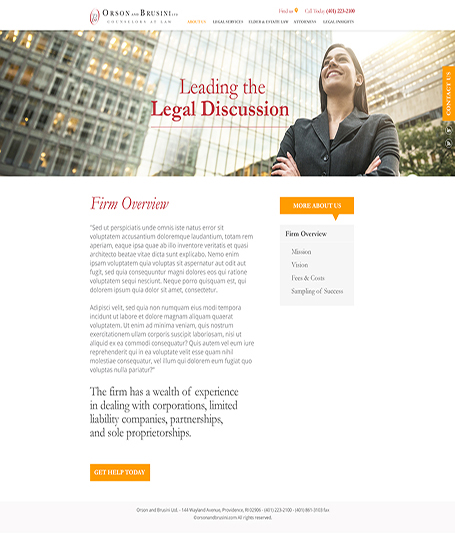 Orson and Brusini LTD.
COUNSELORS AT LAW
Find us Call Today (401) 223-2100
ABOUT US LEGAL SERVICES ELDER & ESTATE LAW ATTORNEYS LEGAL INSIGHTS
Leading the
Legal Discussion
CONTACT US
Firm Overview
"Sed ut perspiciatis unde omnis iste natus error sit
voluptatem accusantium doloremque laudantium, totam rem
aperiam, eaque ipsa quae ab illo inventore veritatis et quasi
architecto beatae vitae dicta sunt explicabo. Nemo enim
ipsam voluptatem quia voluptas sit aspernatur aut odit aut
fugit, sed quia consequuntur magni dolores eos qui ratione
voluptatem sequi nesciunt. Neque porro quisquam est, qui
dolorem ipsum quia dolor sit amet, consectetur.
Adipisci velit, sed quia non numquam eius modi tempora
incidunt ut labore et dolore magnam aliquam quaerat
voluptatem. Ut enim ad minima veniam, quis nostrum
exercitationem ullam corporis suscipit laboriosam, nisi ut
aliquid ex ea commodi consequatur? Quis autem vel eum iure
reprehenderit qui in ea voluptate velit esse quam nihil
molestiae consequatur, vel illum qui dolorem eum fugiat quo
voluptas nulla pariatur?"
The firm has a wealth of experience
in dealing with corporations, limited
liability companies, partnerships,
and sole proprietorships.
GET HELP TODAY
MORE ABOUT US
Firm Overview
Mission
Vision
Fees & Costs
Sampling of Success
Orson and Brusini Ltd. - 144 Wayland Avenue, Providence, RI 02906 - (401) 223-2100 - (401) 861-3103 fax
©orsonandbrusini.com All rights reserved.